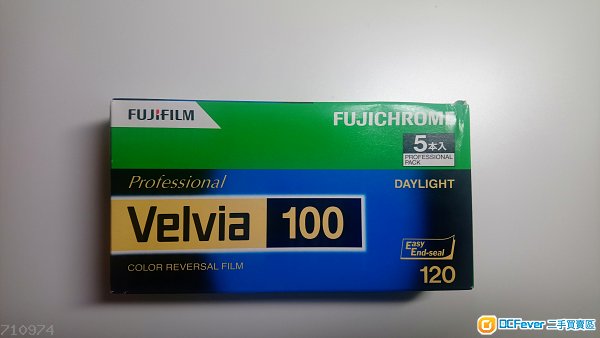 FUJIFILM
FUJICHROME
5本入
PROFESSIONAL
PACK
Professional
DAYLIGHT
Velvia 100
Easy
End-seal
COLOR REVERSAL FILM
120
710974
DCFever 二手買賣區